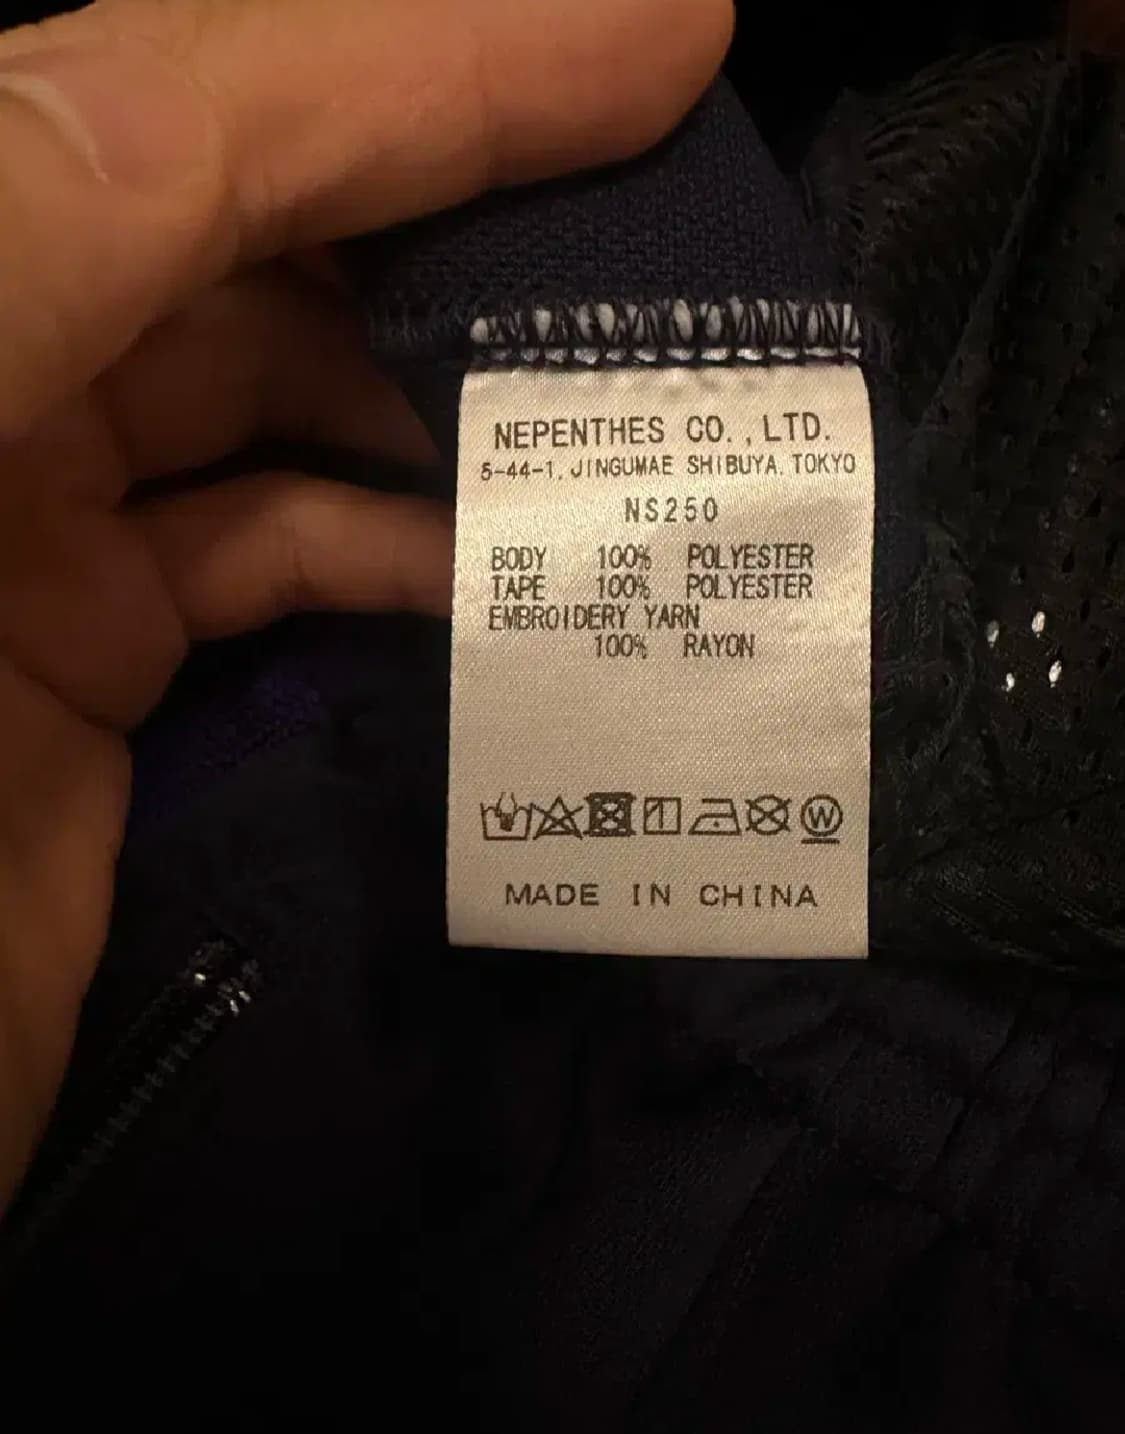 NEPENTHES CO.,LTD.
5-44-1, JINGUMAE SHIBUYA, TOKYO
NS250
BODY 100% POLYESTER
TAPE 100% POLYESTER
EMBROIDERY YARN
100% RAYON
W
MADE IN CHINA